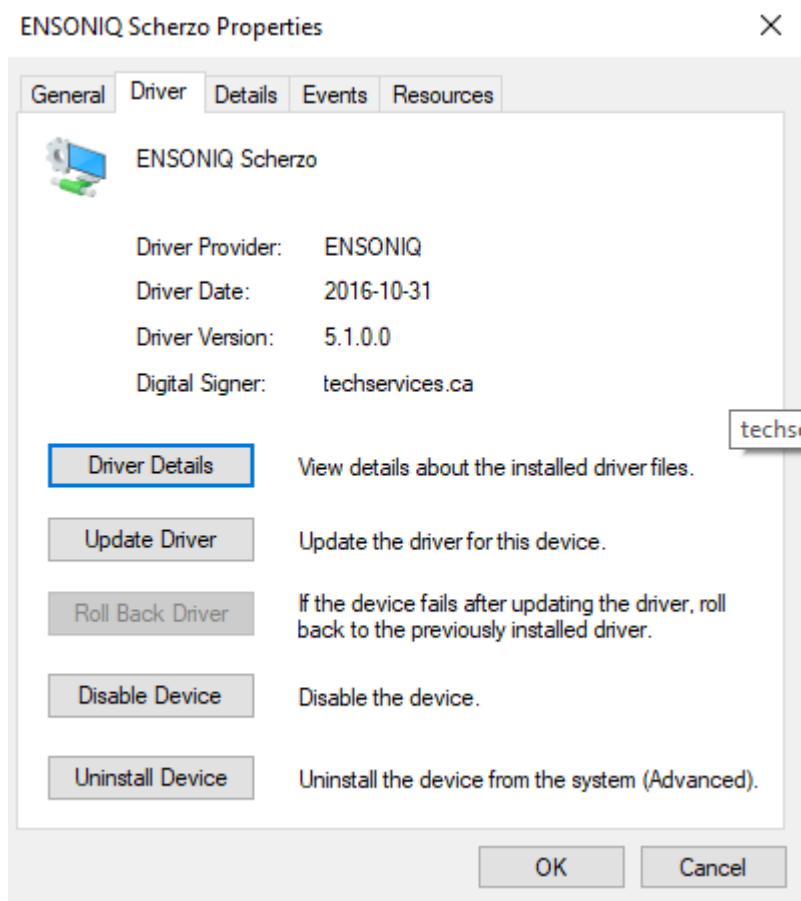 ENSONIQ Scherzo Properties
General Driver Details Events Resources
ENSONIQ Scherzo
Driver Provider: ENSONIQ
Driver Date: 2016-10-31
Driver Version: 5.1.0.0
Digital Signer: techservices.ca
techs
Driver Details View details about the installed driver files.
Update Driver Update the driver for this device.
Roll Back Driver If the device fails after updating the driver, roll
back to the previously installed driver.
Disable Device Disable the device.
Uninstall Device Uninstall the device from the system (Advanced).
OK Cancel